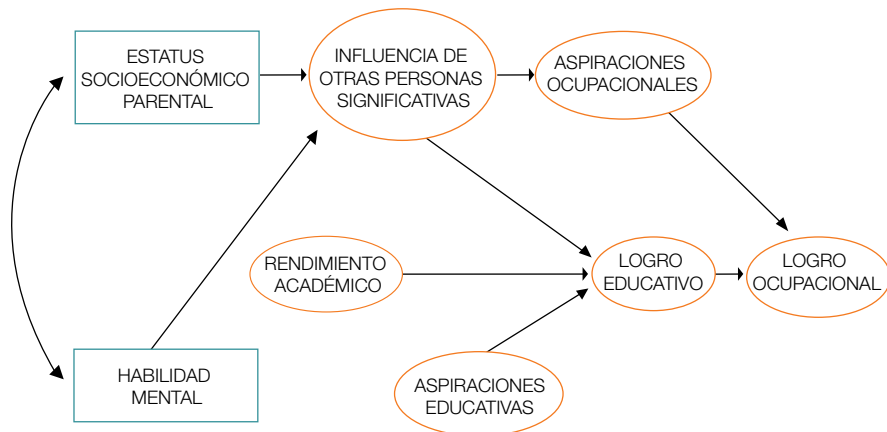 ESTATUS
SOCIOECONÓMICO
PARENTAL
INFLUENCIA DE
OTRAS PERSONAS
SIGNIFICATIVAS
ASPIRACIONES
OCUPACIONALES
RENDIMIENTO
ACADÉMICO
LOGRO
EDUCATIVO
LOGRO
OCUPACIONAL
HABILIDAD
MENTAL
ASPIRACIONES
EDUCATIVAS